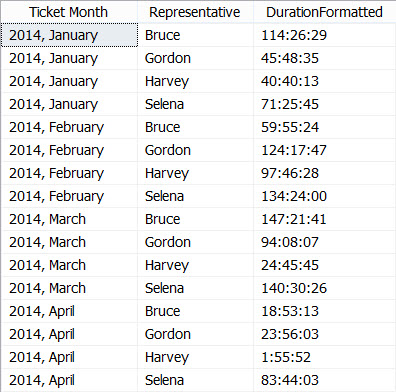 Ticket Month Representative DurationFormatted
2014, January Bruce 114:26:29
2014, January Gordon 45:48:35
2014, January Harvey 40:40:13
2014, January Selena 71:25:45
2014, February Bruce 59:55:24
2014, February Gordon 124:17:47
2014, February Harvey 97:46:28
2014, February Selena 134:24:00
2014, March Bruce 147:21:41
2014, March Gordon 94:08:07
2014, March Harvey 24:45:45
2014, March Selena 140:30:26
2014, April Bruce 18:53:13
2014, April Gordon 23:56:03
2014, April Harvey 1:55:52
2014, April Selena 83:44:03